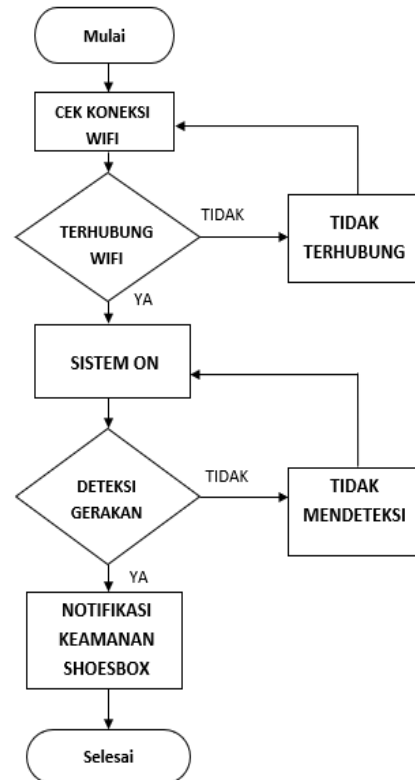 Mulai
CEK KONEKSI
WIFI
TERHUBUNG
WIFI
TIDAK
TIDAK
TERHUBUNG
YA
SISTEM ON
DETEKSI
GERAKAN
TIDAK
TIDAK
MENDETEKSI
YA
NOTIFIKASI
KEAMANAN
SHOESBOX
Selesai